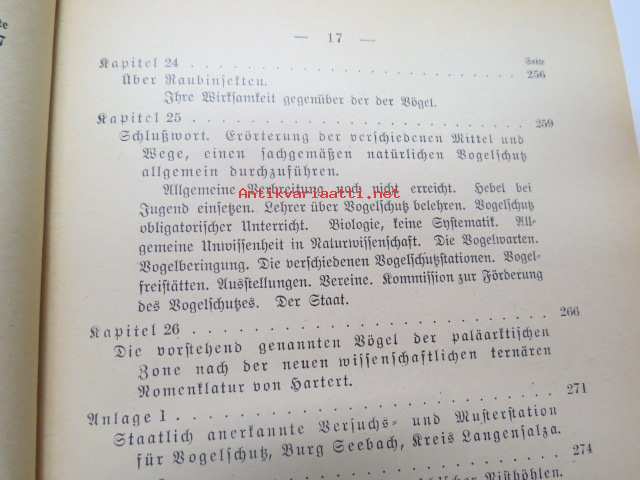 te
— 17 —
Seite
Kapitel 24 . . . . . . . . . . . . . . . . . . . . . 256
Über Raubinsekten.
Ihre Wirksamkeit gegenüber der der Vögel.
Kapitel 25 . . . . . . . . . . . . . . . . . . . . . 259
Schlußwort. Erörterung der verschiedenen Mittel und
Wege, einen sachgemäßen natürlichen Vogelschutz
allgemein durchzuführen.
Allgemeine Verbreitung noch nicht erreicht. Hebel bei
Antikvariaatti.net
Jugend einsetzen. Lehrer über Vogelschutz belehren. Vogelschutz
obligatorischer Unterricht. Biologie, keine Systematik. All-
gemeine Unwissenheit in Naturwissenschaft. Die Vogelwarten.
Vogelberingung. Die verschiedenen Vogelschutzstationen. Vogel-
freistätten. Ausstellungen. Vereine. Kommission zur Förderung
des Vogelschutzes. Der Staat.
Kapitel 26 . . . . . . . . . . . . . . . . . . . . . 266
Die vorstehend genannten Vögel der paläarktischen
Zone nach der neuen wissenschaftlichen ternären
Nomenklatur von Hartert.
Anlage 1 . . . . . . . . . . . . . . . . . . . . . 271
Staatlich anerkannte Versuchs- und Musterstation
für Vogelschutz, Burg Seebach, Kreis Langensalza.
274
Nisthöhlen.